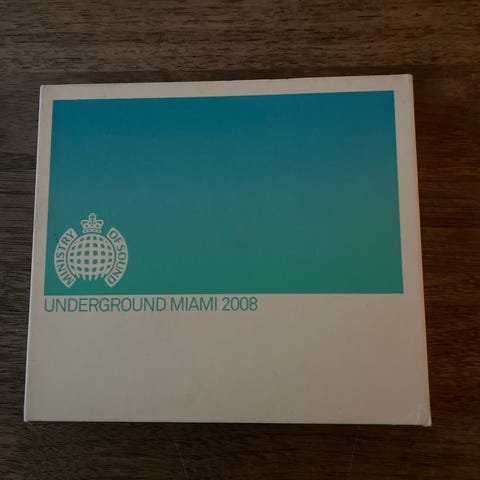 MINISTRY OF SOUND
UNDERGROUND MIAMI 2008